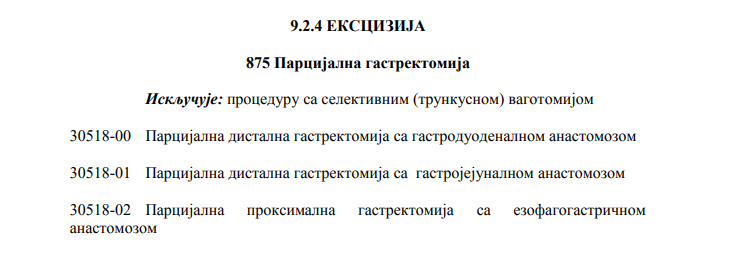 9.2.4 ЕКСЦИЗИЈА
875 Парцијална гастректомија
Искључује: процедуру са селективним (трункусном) ваготомијом
30518-00 Парцијална дистална гастректомија са гастродуоденалном анастомозом
30518-01 Парцијална дистална гастректомија са гастројејуналном анастомозом
30518-02 Парцијална проксимална гастректомија са езофагогастричном
анастомозом